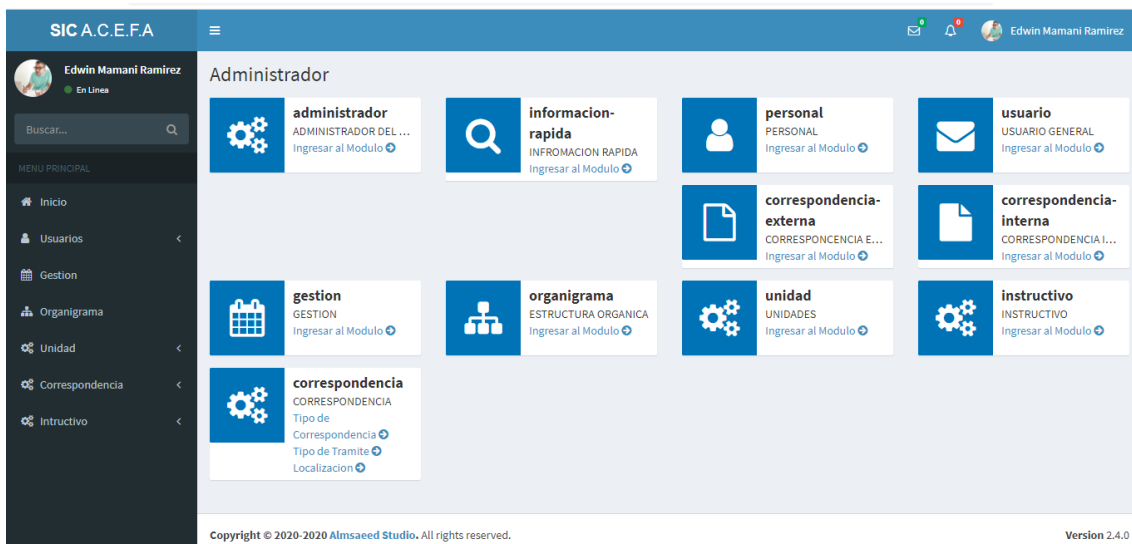 SIC A.C.E.F.A
0
0
Edwin Mamani Ramirez
Edwin Mamani Ramirez
En Linea
Buscar...
MENU PRINCIPAL
Inicio
Usuarios
Gestion
Organigrama
Unidad
Correspondencia
Intructivo
Administrador
administrador
ADMINISTRADOR DEL ...
Ingresar al Modulo
informacion-
rapida
INFROMACION RAPIDA
Ingresar al Modulo
personal
PERSONAL
Ingresar al Modulo
usuario
USUARIO GENERAL
Ingresar al Modulo
correspondencia-
externa
CORRESPONCENCIA E...
Ingresar al Modulo
correspondencia-
interna
CORRESPONDENCIA I...
Ingresar al Modulo
gestion
GESTION
Ingresar al Modulo
organigrama
ESTRUCTURA ORGANICA
Ingresar al Modulo
unidad
UNIDADES
Ingresar al Modulo
instructivo
INSTRUCTIVO
Ingresar al Modulo
correspondencia
CORRESPONDENCIA
Tipo de
Correspondencia
Tipo de Tramite
Localizacion
Copyright © 2020-2020 Almsaeed Studio. All rights reserved.
Version 2.4.0